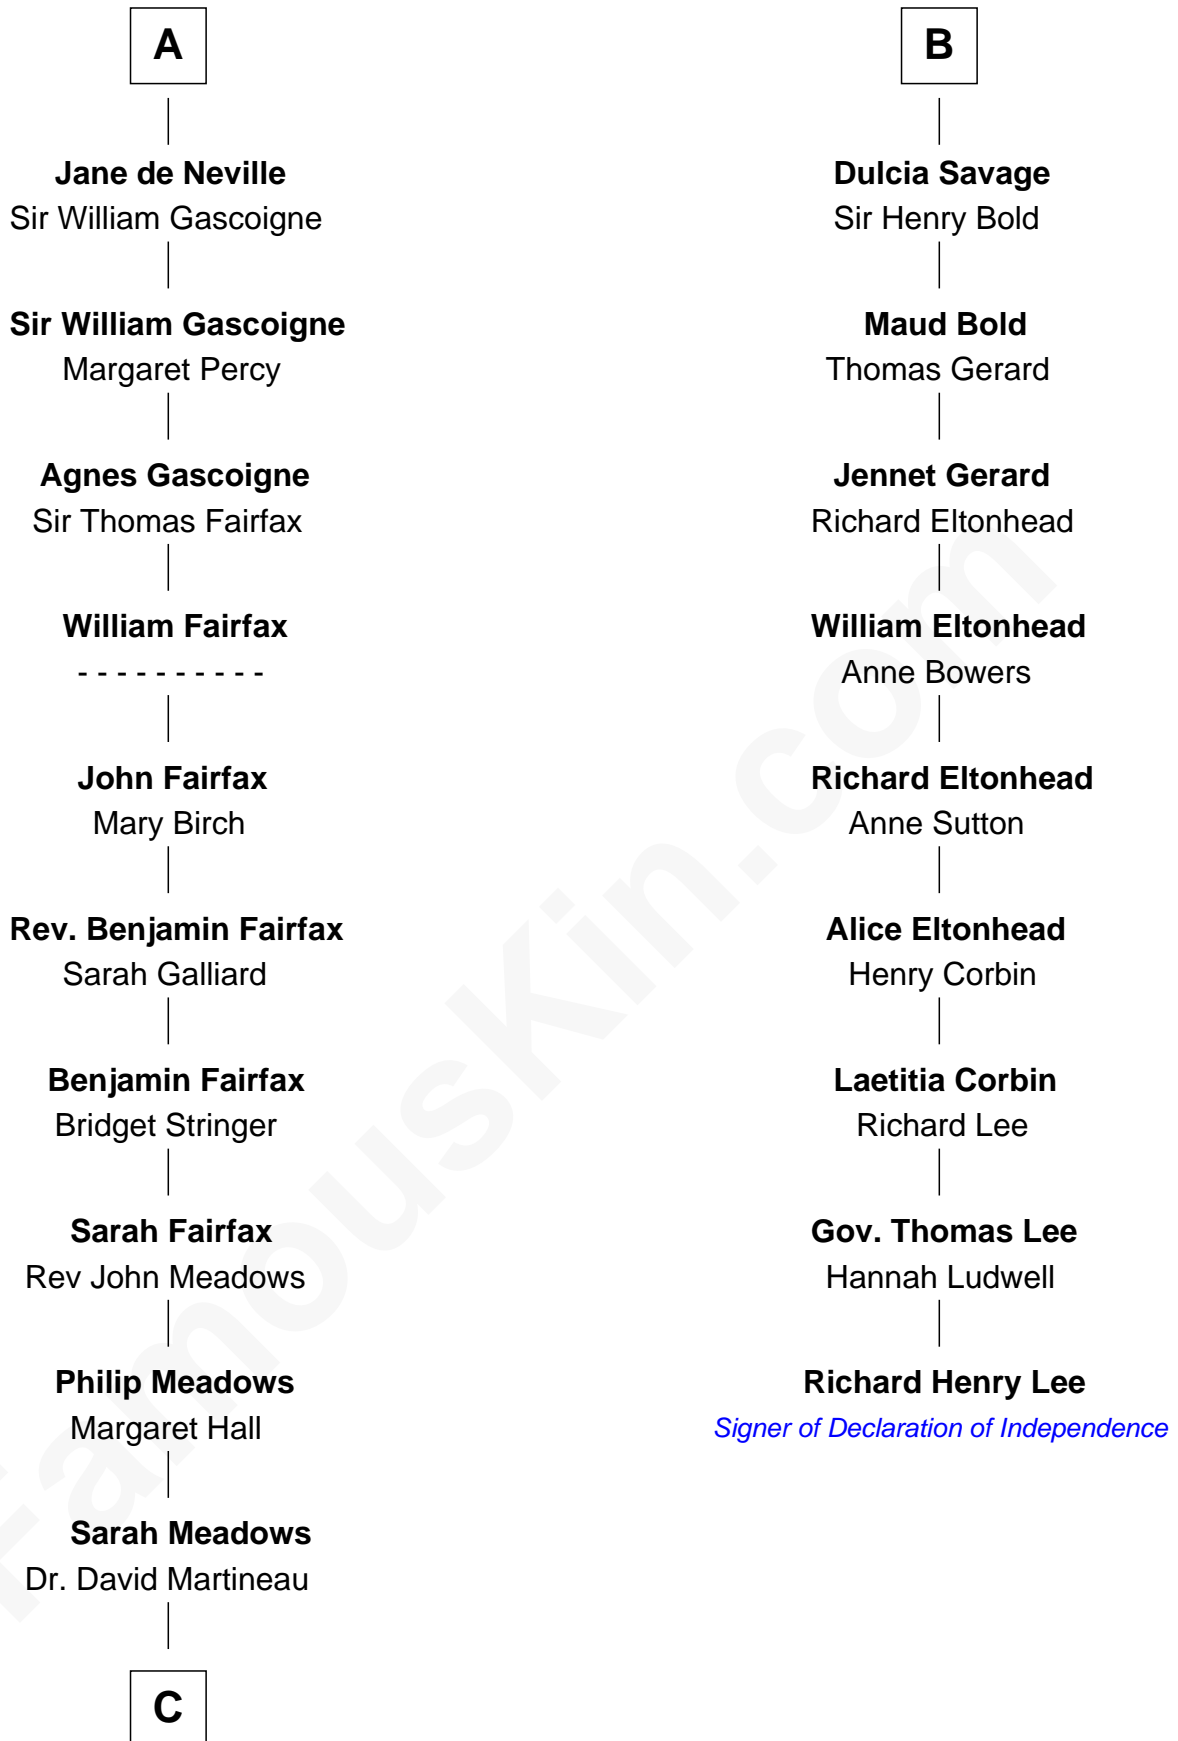 A
Jane de Neville
Sir William Gascoigne
Sir William Gascoigne
Margaret Percy
Agnes Gascoigne
Sir Thomas Fairfax
William Fairfax
- - - - - - - - - -
John Fairfax
Mary Birch
Rev. Benjamin Fairfax
Sarah Galliard
Benjamin Fairfax
Bridget Stringer
Sarah Fairfax
Rev John Meadows
Philip Meadows
Margaret Hall
Sarah Meadows
Dr. David Martineau
C
B
Dulcia Savage
Sir Henry Bold
Maud Bold
Thomas Gerard
Jennet Gerard
Richard Eltonhead
William Eltonhead
Anne Bowers
Richard Eltonhead
Anne Sutton
Alice Eltonhead
Henry Corbin
Laetitia Corbin
Richard Lee
Gov. Thomas Lee
Hannah Ludwell
Richard Henry Lee
Signer of Declaration of Independence
FamousKin.com